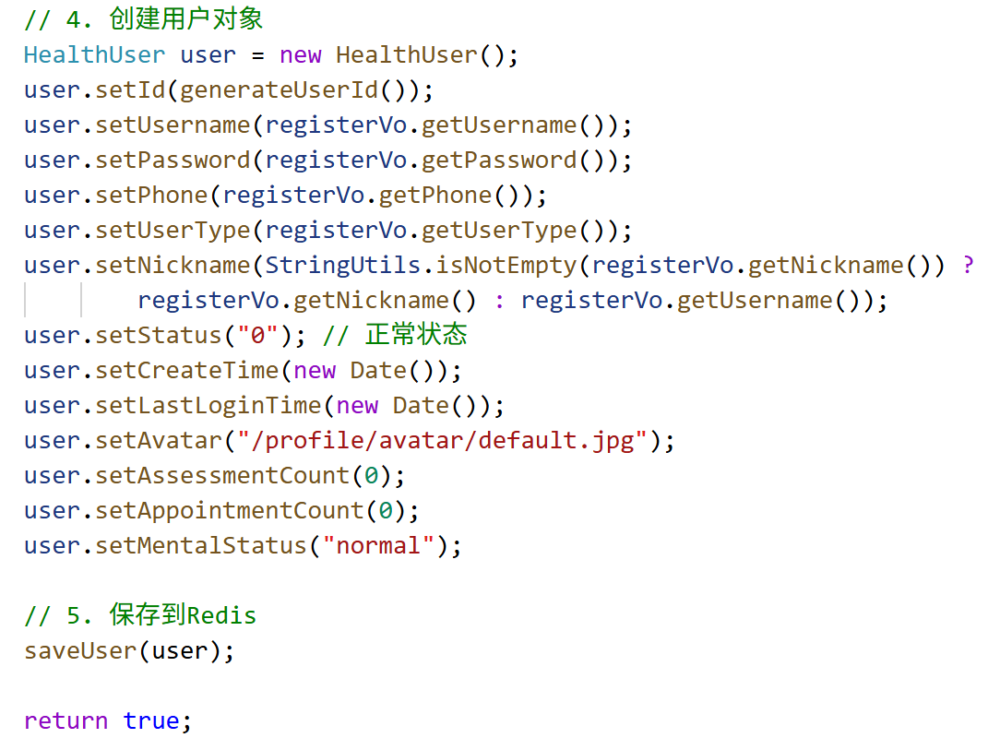 // 4. 创建用户对象
HealthUser user = new HealthUser();
user.setId(generateUserId());
user.setUsername(registerVo.getUsername());
user.setPassword(registerVo.getPassword());
user.setPhone(registerVo.getPhone());
user.setUserType(registerVo.getUserType());
user.setNickname(StringUtils.isNotEmpty(registerVo.getNickname()) ?
        registerVo.getNickname() : registerVo.getUsername());
user.setStatus("0"); // 正常状态
user.setCreateTime(new Date());
user.setLastLoginTime(new Date());
user.setAvatar("/profile/avatar/default.jpg");
user.setAssessmentCount(0);
user.setAppointmentCount(0);
user.setMentalStatus("normal");

// 5. 保存到Redis
saveUser(user);

return true;